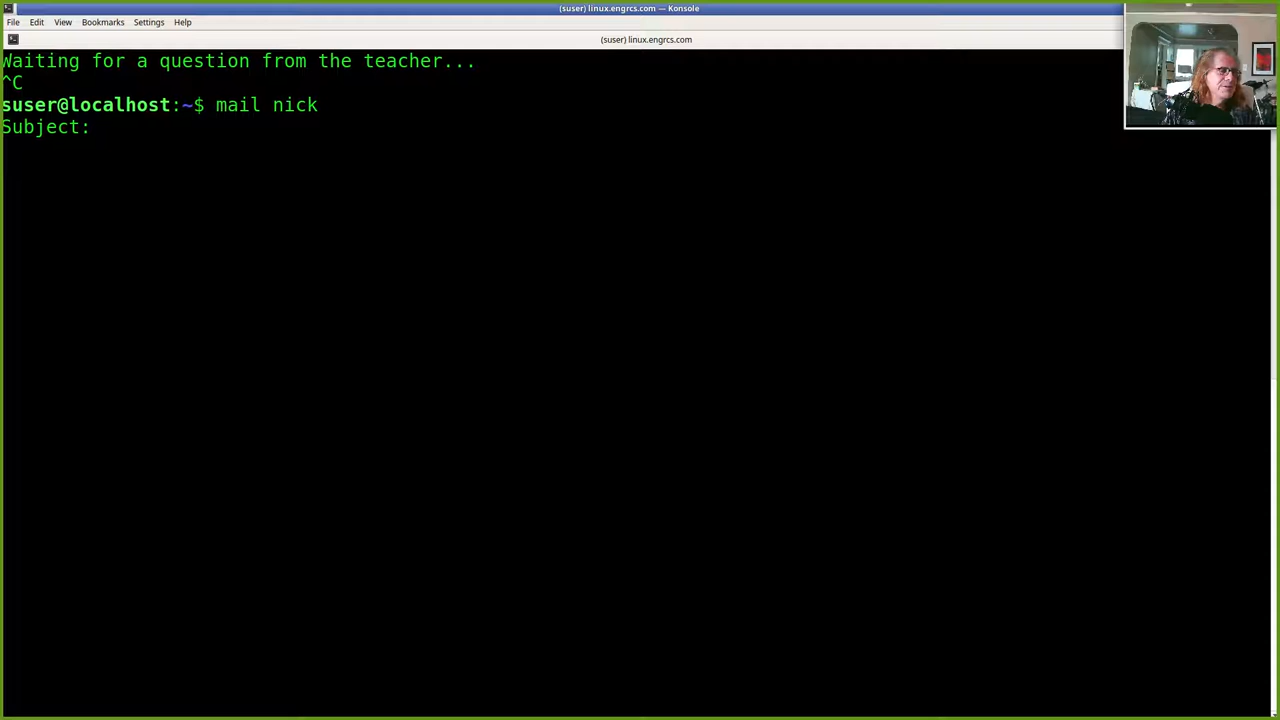 (suser) linux.engrcs.com — Konsole
File Edit View Bookmarks Settings Help
(suser) linux.engrcs.com
Waiting for a question from the teacher...
^C
suser@localhost:~$ mail nick
Subject: